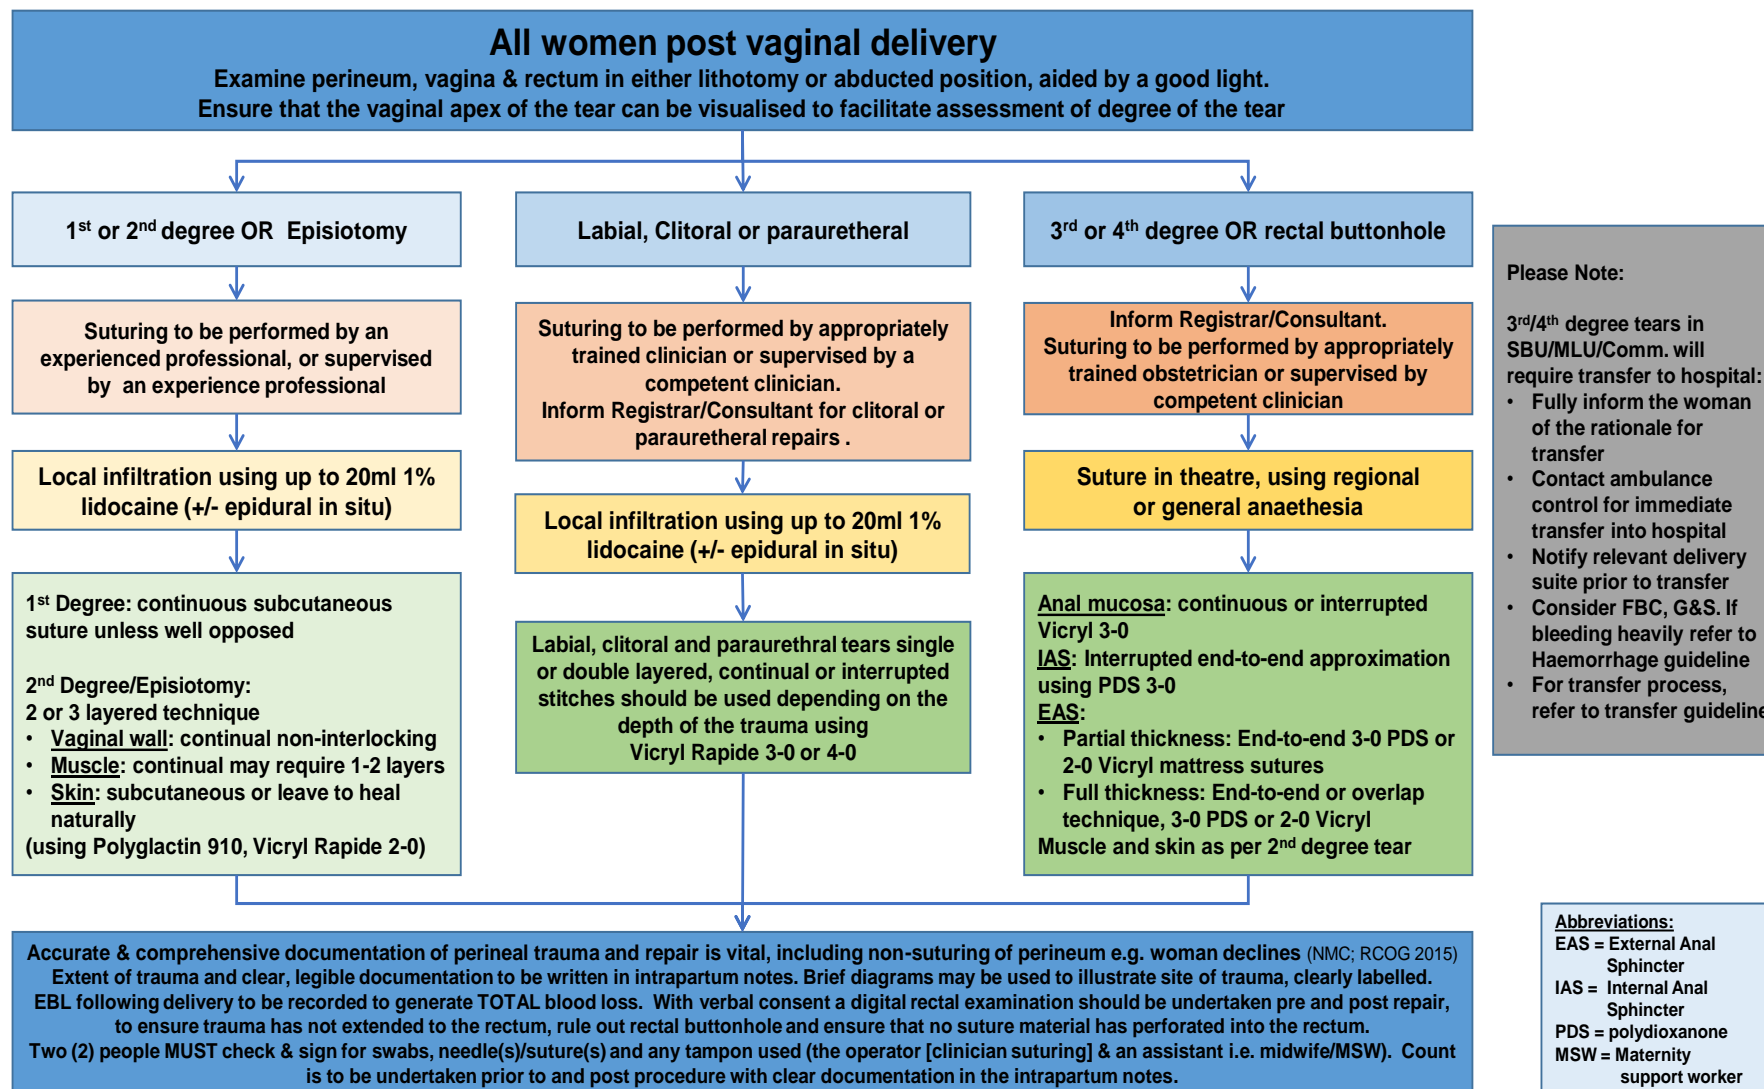 All women post vaginal delivery
Examine perineum, vagina & rectum in either lithotomy or abducted position, aided by a good light.
Ensure that the vaginal apex of the tear can be visualised to facilitate assessment of degree of the tear
1st or 2nd degree OR Episiotomy
Suturing to be performed by an
experienced professional, or supervised
by an experience professional
Local infiltration using up to 20ml 1%
lidocaine (+/- epidural in situ)
1st Degree: continuous subcutaneous
suture unless well opposed
2nd Degree/Episiotomy:
2 or 3 layered technique
• Vaginal wall: continual non-interlocking
• Muscle: continual may require 1-2 layers
• Skin: subcutaneous or leave to heal
naturally
(using Polyglactin 910, Vicryl Rapide 2-0)
Labial, Clitoral or paraurethral
Suturing to be performed by appropriately
trained clinician or supervised by a
competent clinician.
Inform Registrar/Consultant for clitoral or
paraurethral repairs .
Local infiltration using up to 20ml 1%
lidocaine (+/- epidural in situ)
Labial, clitoral and paraurethral tears single
or double layered, continual or interrupted
stitches should be used depending on the
depth of the trauma using
Vicryl Rapide 3-0 or 4-0
3rd or 4th degree OR rectal buttonhole
Inform Registrar/Consultant.
Suturing to be performed by appropriately
trained obstetrician or supervised by
competent clinician
Suture in theatre, using regional
or general anaethesia
Anal mucosa: continuous or interrupted
Vicryl 3-0
IAS: Interrupted end-to-end approximation
using PDS 3-0
EAS:
• Partial thickness: End-to-end 3-0 PDS or
2-0 Vicryl mattress sutures
• Full thickness: End-to-end or overlap
technique, 3-0 PDS or 2-0 Vicryl
Muscle and skin as per 2nd degree tear
Please Note:
3rd/4th degree tears in
SBU/MLU/Comm. will
require transfer to hospital:
• Fully inform the woman
of the rationale for
transfer
• Contact ambulance
control for immediate
transfer into hospital
• Notify relevant delivery
suite prior to transfer
• Consider FBC, G&S. If
bleeding heavily refer to
Haemorrhage guideline
• For transfer process,
refer to transfer guideline
Accurate & comprehensive documentation of perineal trauma and repair is vital, including non-suturing of perineum e.g. woman declines (NMC; RCOG 2015)
Extent of trauma and clear, legible documentation to be written in intrapartum notes. Brief diagrams may be used to illustrate site of trauma, clearly labelled.
EBL following delivery to be recorded to generate TOTAL blood loss. With verbal consent a digital rectal examination should be undertaken pre and post repair,
to ensure trauma has not extended to the rectum, rule out rectal buttonhole and ensure that no suture material has perforated into the rectum.
Two (2) people MUST check & sign for swabs, needle(s)/suture(s) and any tampon used (the operator [clinician suturing] & an assistant i.e. midwife/MSW). Count
is to be undertaken prior to and post procedure with clear documentation in the intrapartum notes.
Abbreviations:
EAS = External Anal
Sphincter
IAS = Internal Anal
Sphincter
PDS = polydioxanone
MSW = Maternity
support worker